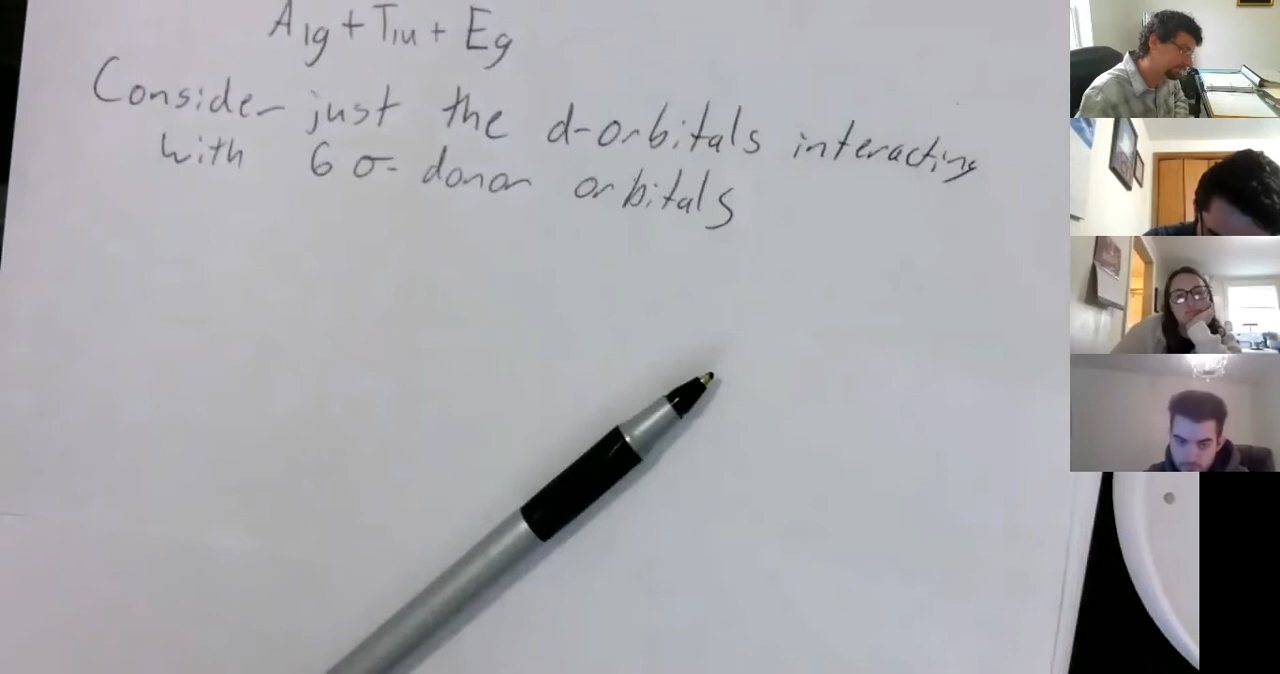 A1g + T1u + Eg
Consider just the d-orbitals interacting
with 6 σ- donor orbitals